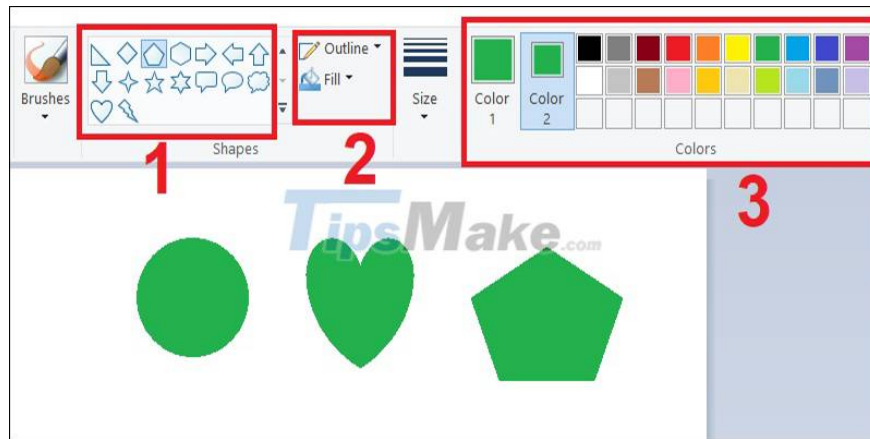 Outline
Fill
Brushes
Size
Color 1
Color 2
Shapes
Colors
1
2
3
TipsMake.com